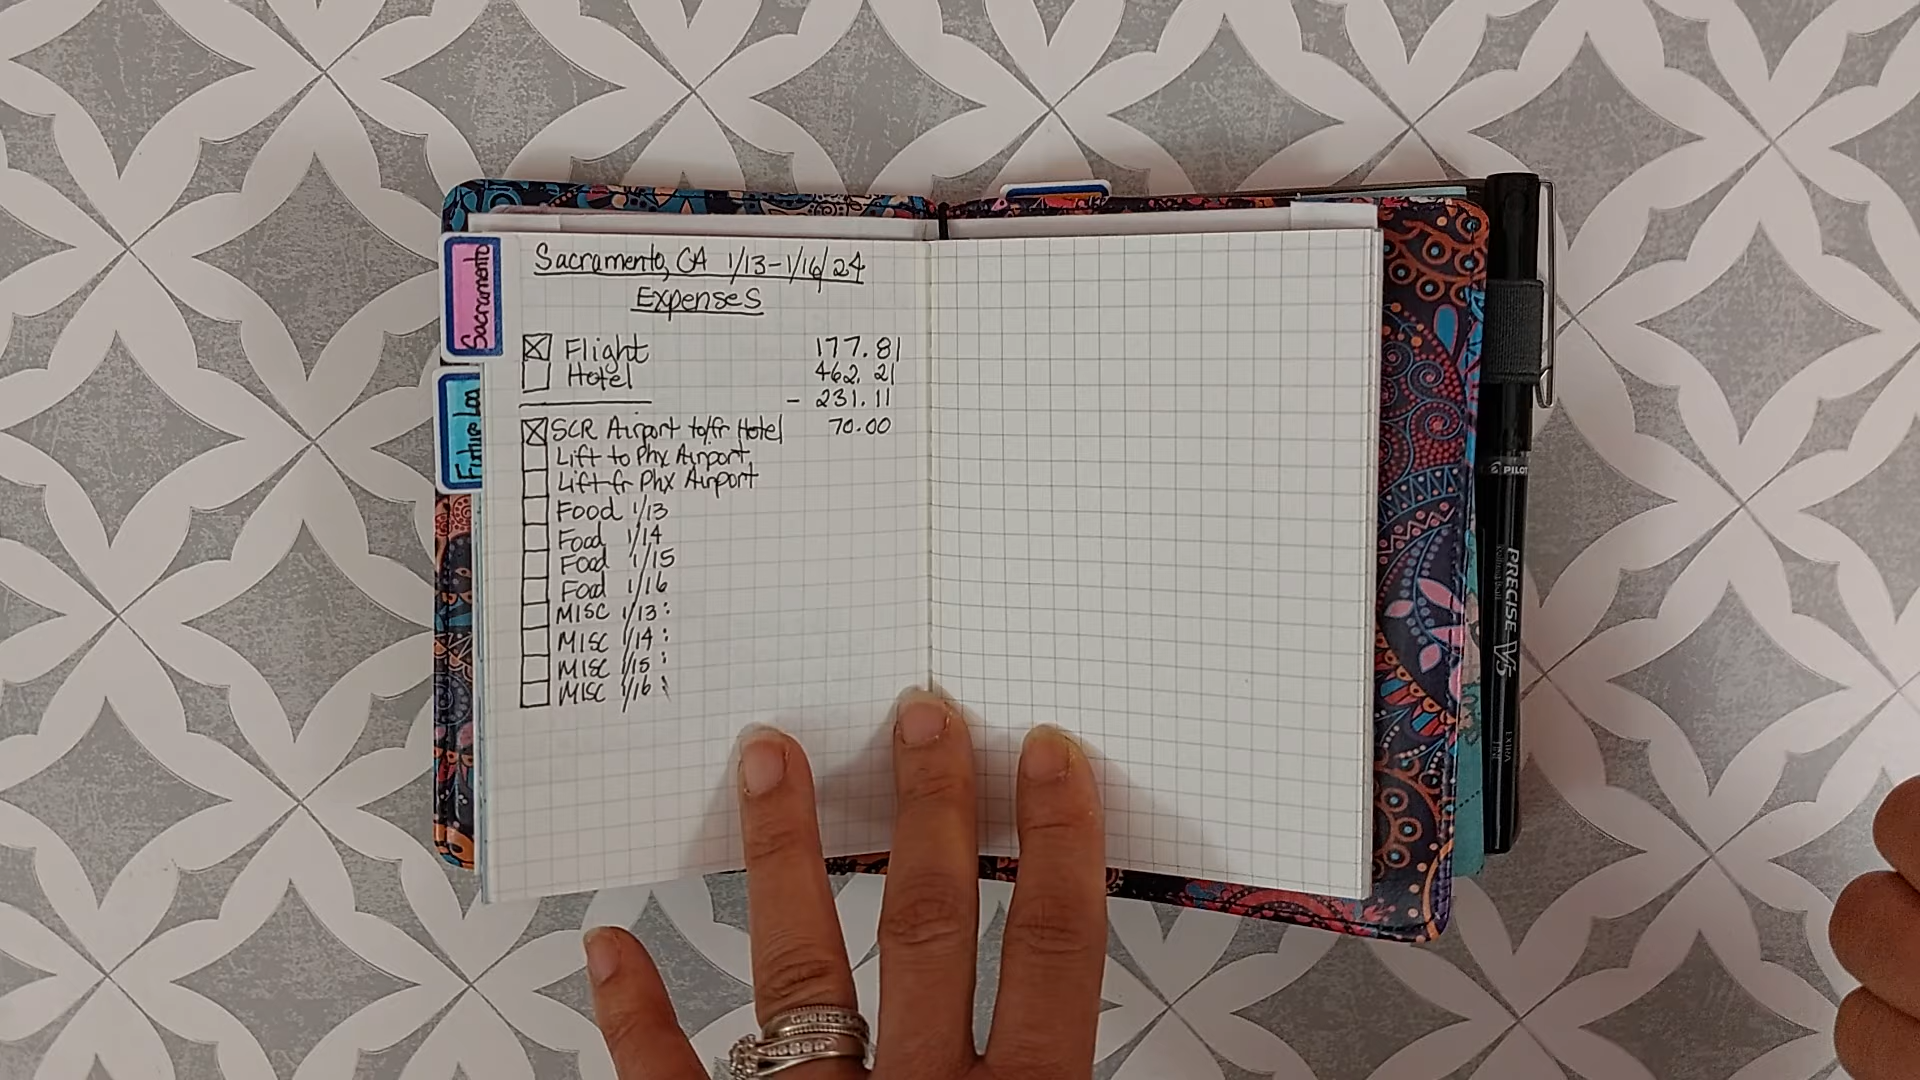 Sacramento, CA 1/13-1/16/24
Expenses
Flight 177.81
Hotel 462.21
- 231.11
SCR Airport to/fr Hotel 70.00
Lift to Phx Airport
Lift fr Phx Airport
Food 1/13
Food 1/14
Food 1/15
Food 1/16
MISC 1/13:
MISC 1/14:
MISC 1/15:
MISC 1/16:
Sacramento
Future Log
PILOT
PRECISE V5
EXTRA FINE